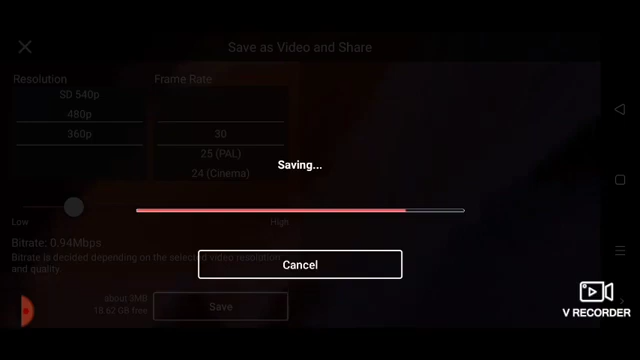 Save as Video and Share
Resolution
Frame Rate
SD 540p
480p
360p
30
25 (PAL)
24 (Cinema)
Saving...
Low
High
Bitrate: 0.94Mbps
Bitrate is decided depending on the selected video resolution
and quality.
Cancel
about 3MB
18.62 GB free
Save
V RECORDER